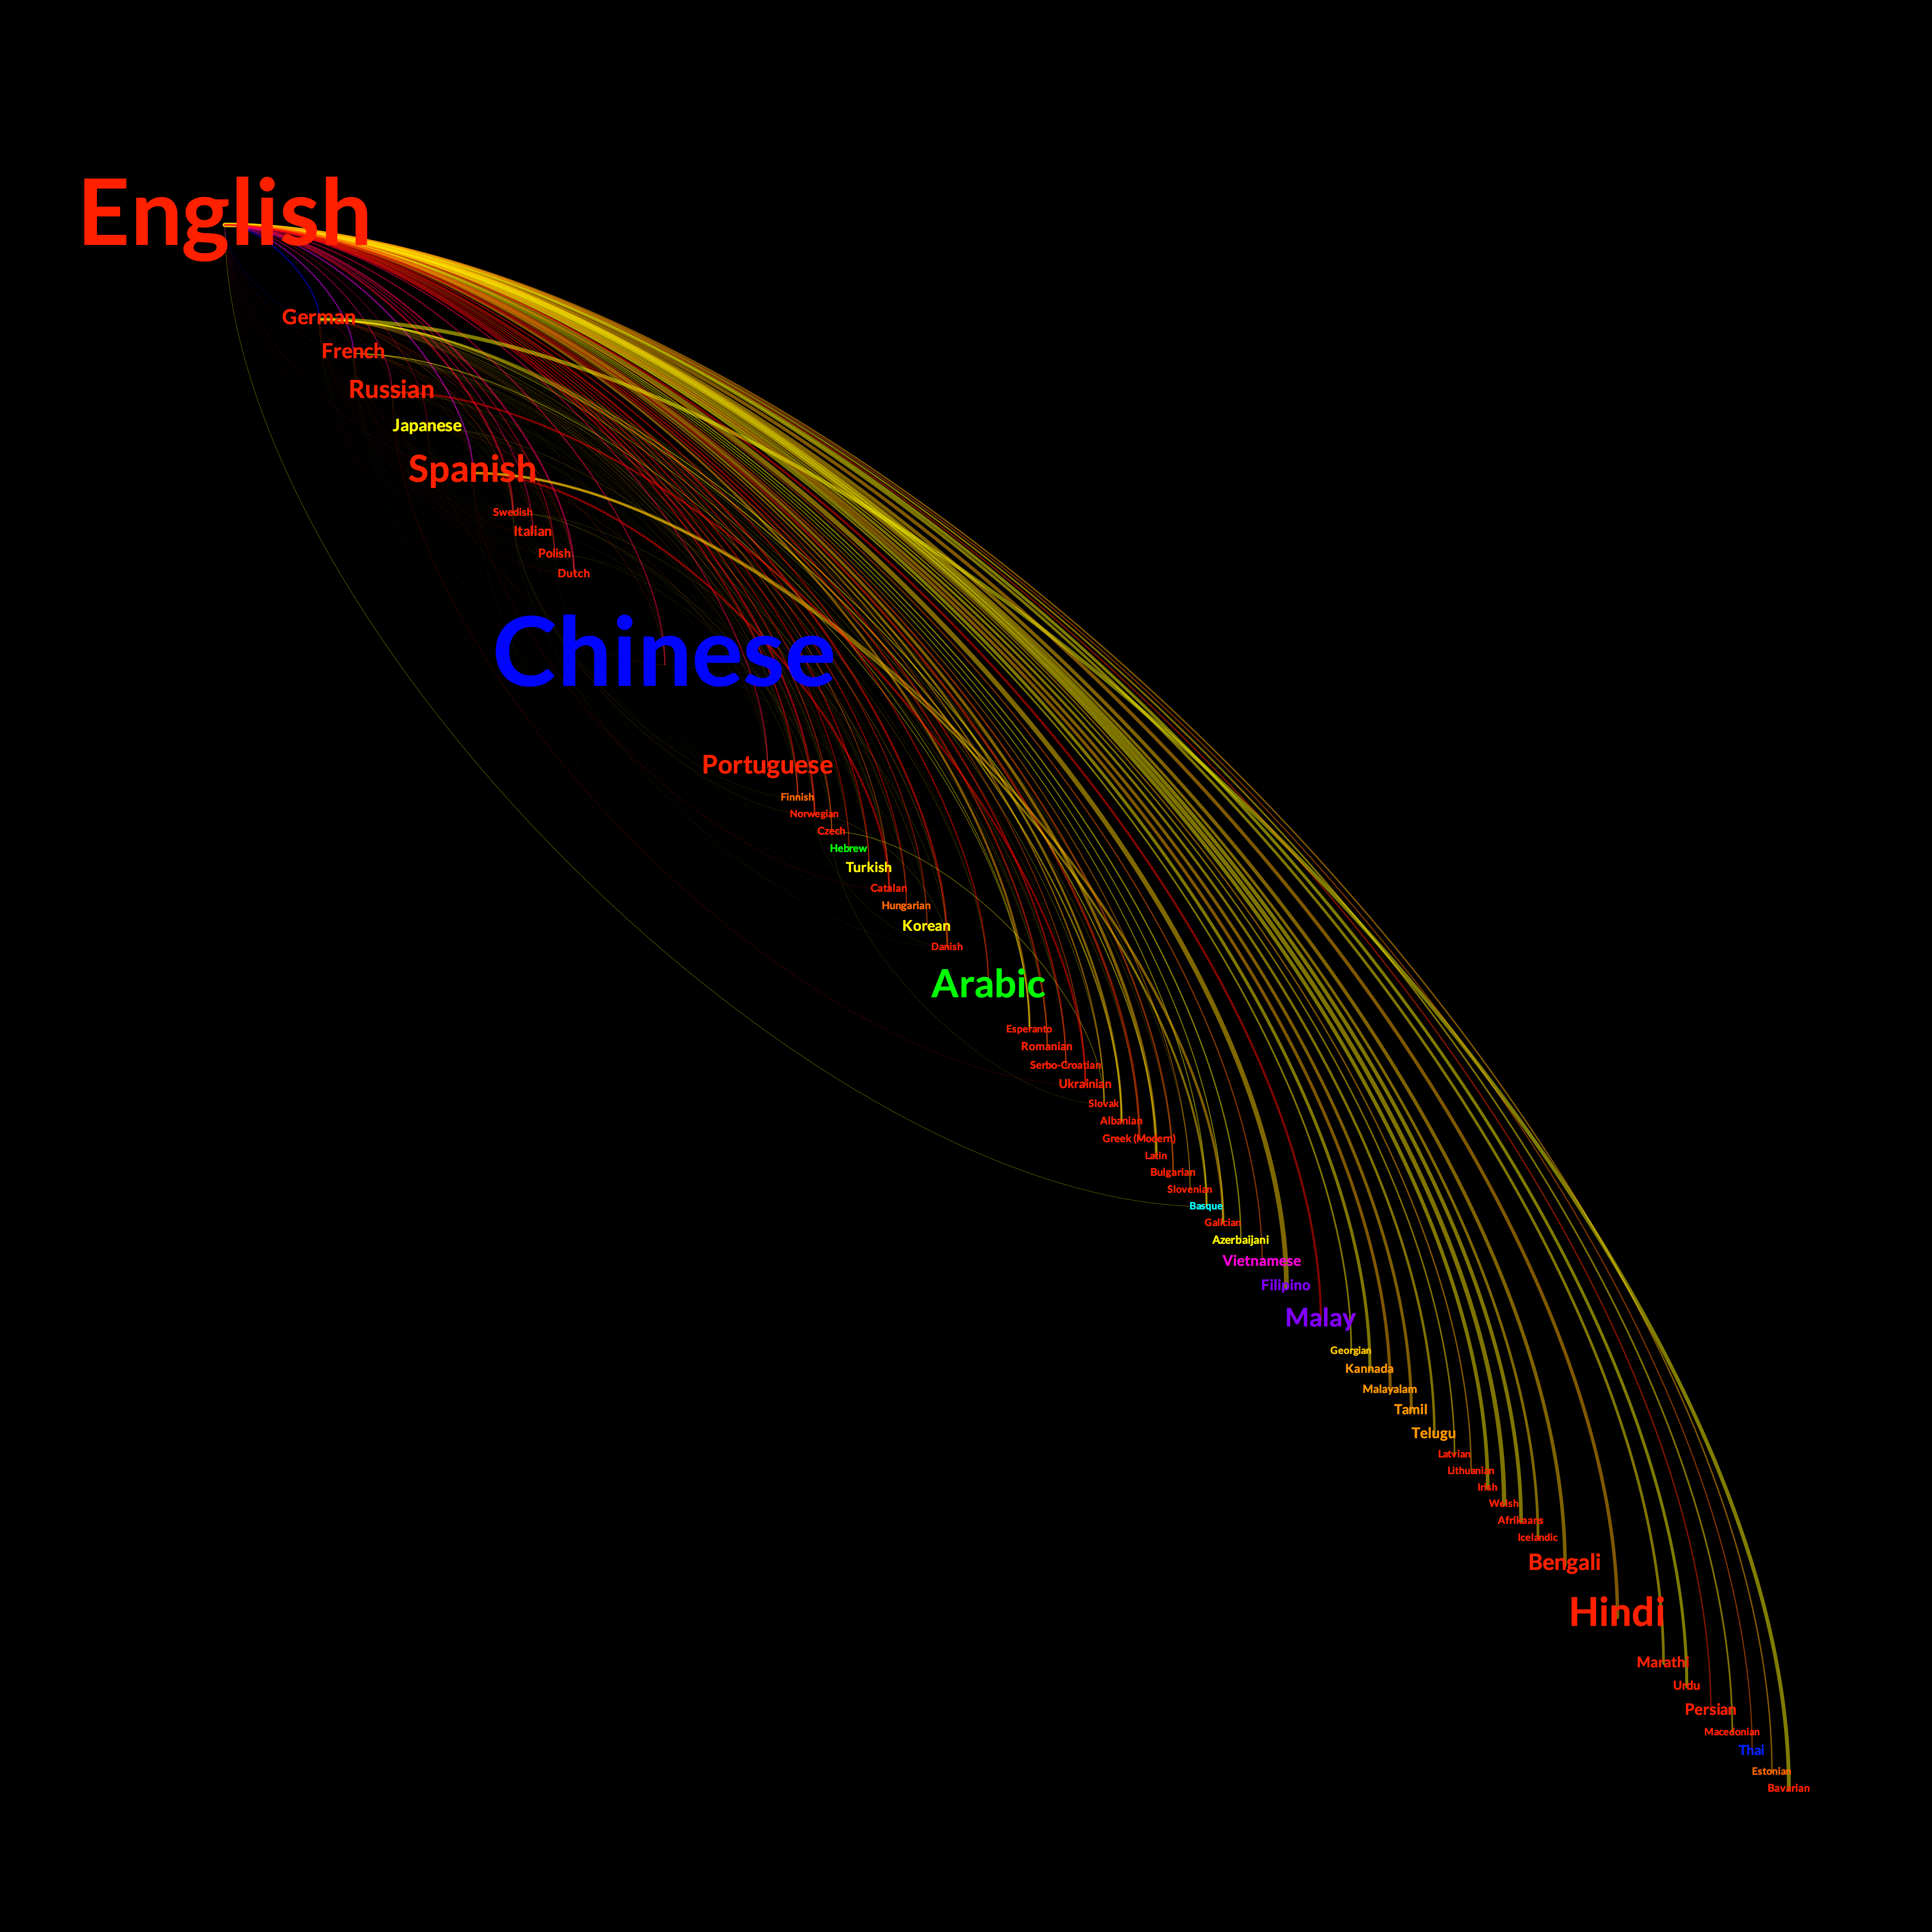 English
German
French
Russian
Japanese
Spanish
Swedish
Italian
Polish
Dutch
Chinese
Portuguese
Finnish
Norwegian
Czech
Hebrew
Turkish
Catalan
Hungarian
Korean
Danish
Arabic
Esperanto
Romanian
Serbo-Croatian
Ukrainian
Slovak
Albanian
Greek (Modern)
Latin
Bulgarian
Slovenian
Basque
Galician
Azerbaijani
Vietnamese
Filipino
Malay
Georgian
Kannada
Malayalam
Tamil
Telugu
Latvian
Lithuanian
Irish
Welsh
Afrikaans
Icelandic
Bengali
Hindi
Marathi
Urdu
Persian
Macedonian
Thai
Estonian
Bavarian